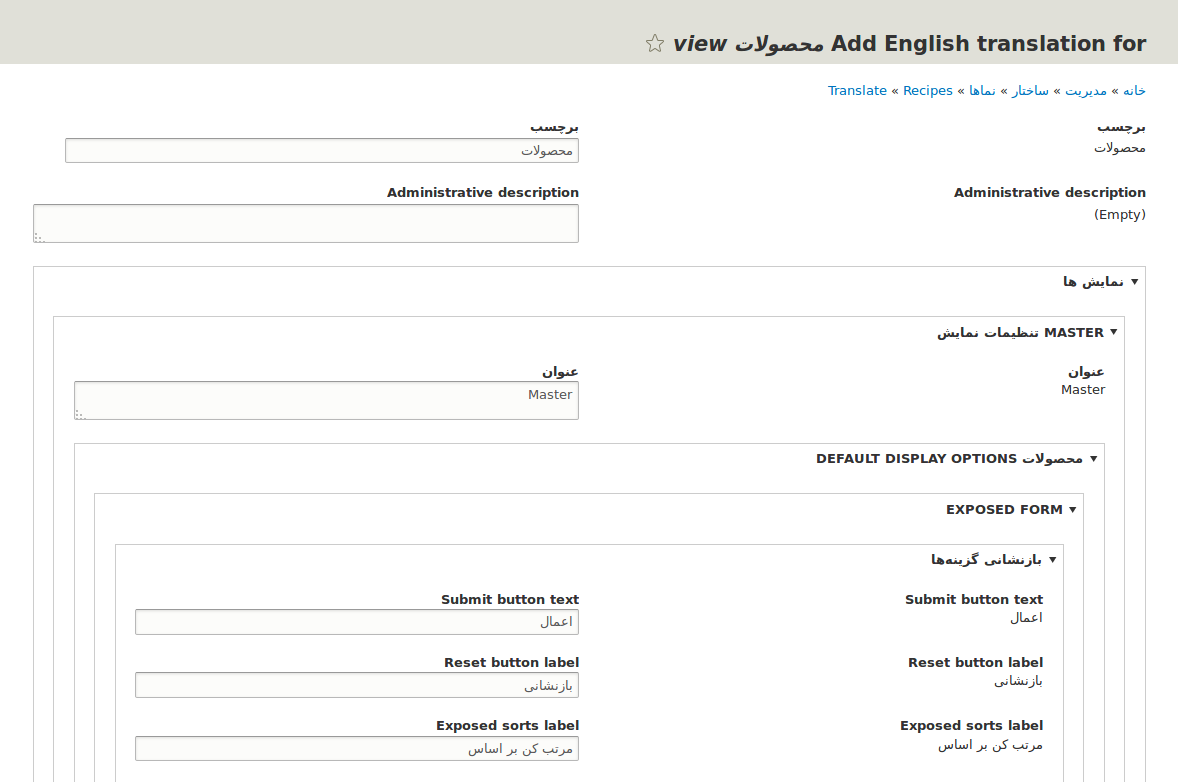 Add English translation for محصولات view
خانه » مدیریت » ساختار » نماها » Recipes » Translate
برچسب
محصولات
برچسب
محصولات
Administrative description
(Empty)
Administrative description
نمایش ها
MASTER تنظیمات نمایش
عنوان
Master
عنوان
Master
محصولات DEFAULT DISPLAY OPTIONS
EXPOSED FORM
بازنشانی گزینه‌ها
Submit button text
اعمال
Submit button text
اعمال
Reset button label
بازنشانی
Reset button label
بازنشانی
Exposed sorts label
مرتب کن بر اساس
Exposed sorts label
مرتب کن بر اساس